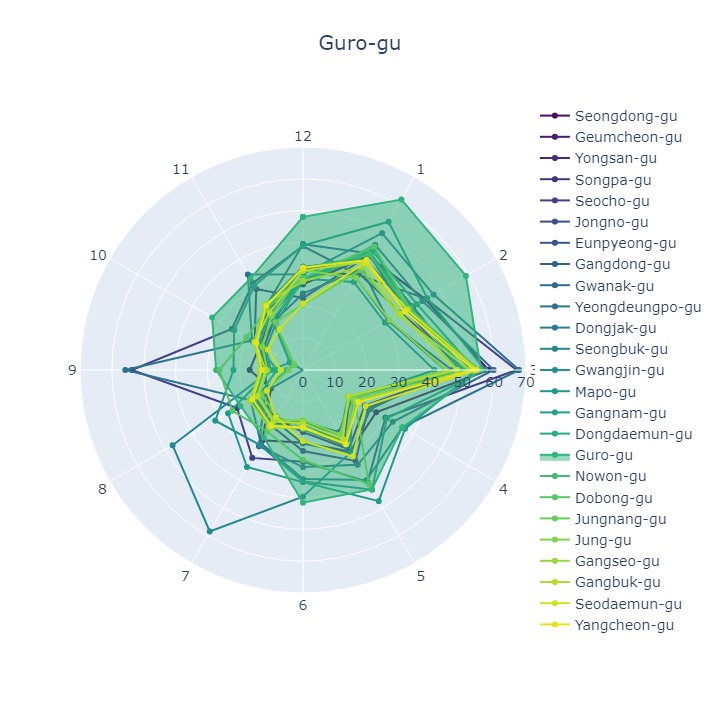 Guro-gu
12
11
1
10
2
9
3
0
10
20
30
40
50
60
70
8
4
7
5
6
Seongdong-gu
Geumcheon-gu
Yongsan-gu
Songpa-gu
Seocho-gu
Jongno-gu
Eunpyeong-gu
Gangdong-gu
Gwanak-gu
Yeongdeungpo-gu
Dongjak-gu
Seongbuk-gu
Gwangjin-gu
Mapo-gu
Gangnam-gu
Dongdaemun-gu
Guro-gu
Nowon-gu
Dobong-gu
Jungnang-gu
Jung-gu
Gangseo-gu
Gangbuk-gu
Seodaemun-gu
Yangcheon-gu